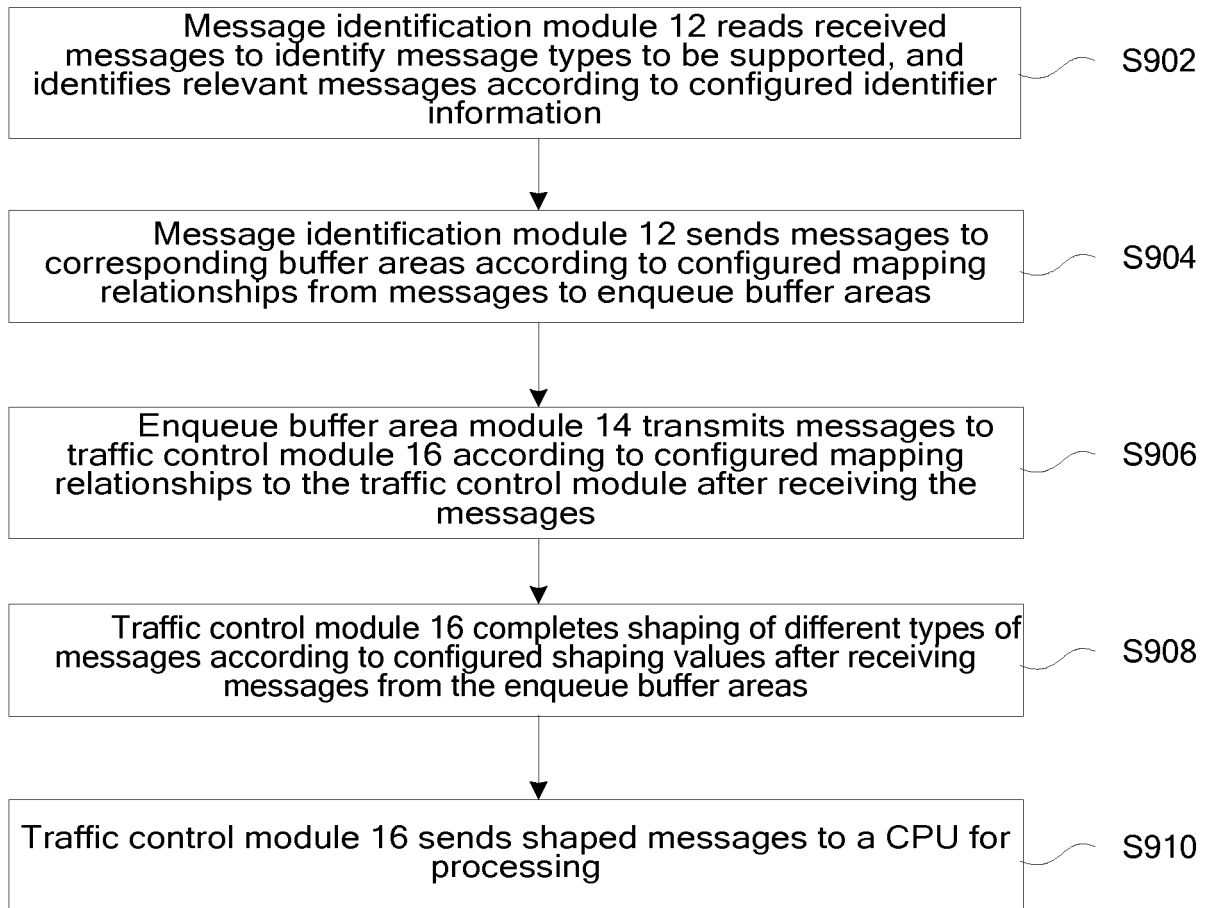 Message identification module 12 reads received
messages to identify message types to be supported, and
identifies relevant messages according to configured identifier
information
S902
Message identification module 12 sends messages to
corresponding buffer areas according to configured mapping
relationships from messages to enqueue buffer areas
S904
Enqueue buffer area module 14 transmits messages to
traffic control module 16 according to configured mapping
relationships to the traffic control module after receiving the
messages
S906
Traffic control module 16 completes shaping of different types of
messages according to configured shaping values after receiving
messages from the enqueue buffer areas
S908
Traffic control module 16 sends shaped messages to a CPU for
processing
S910